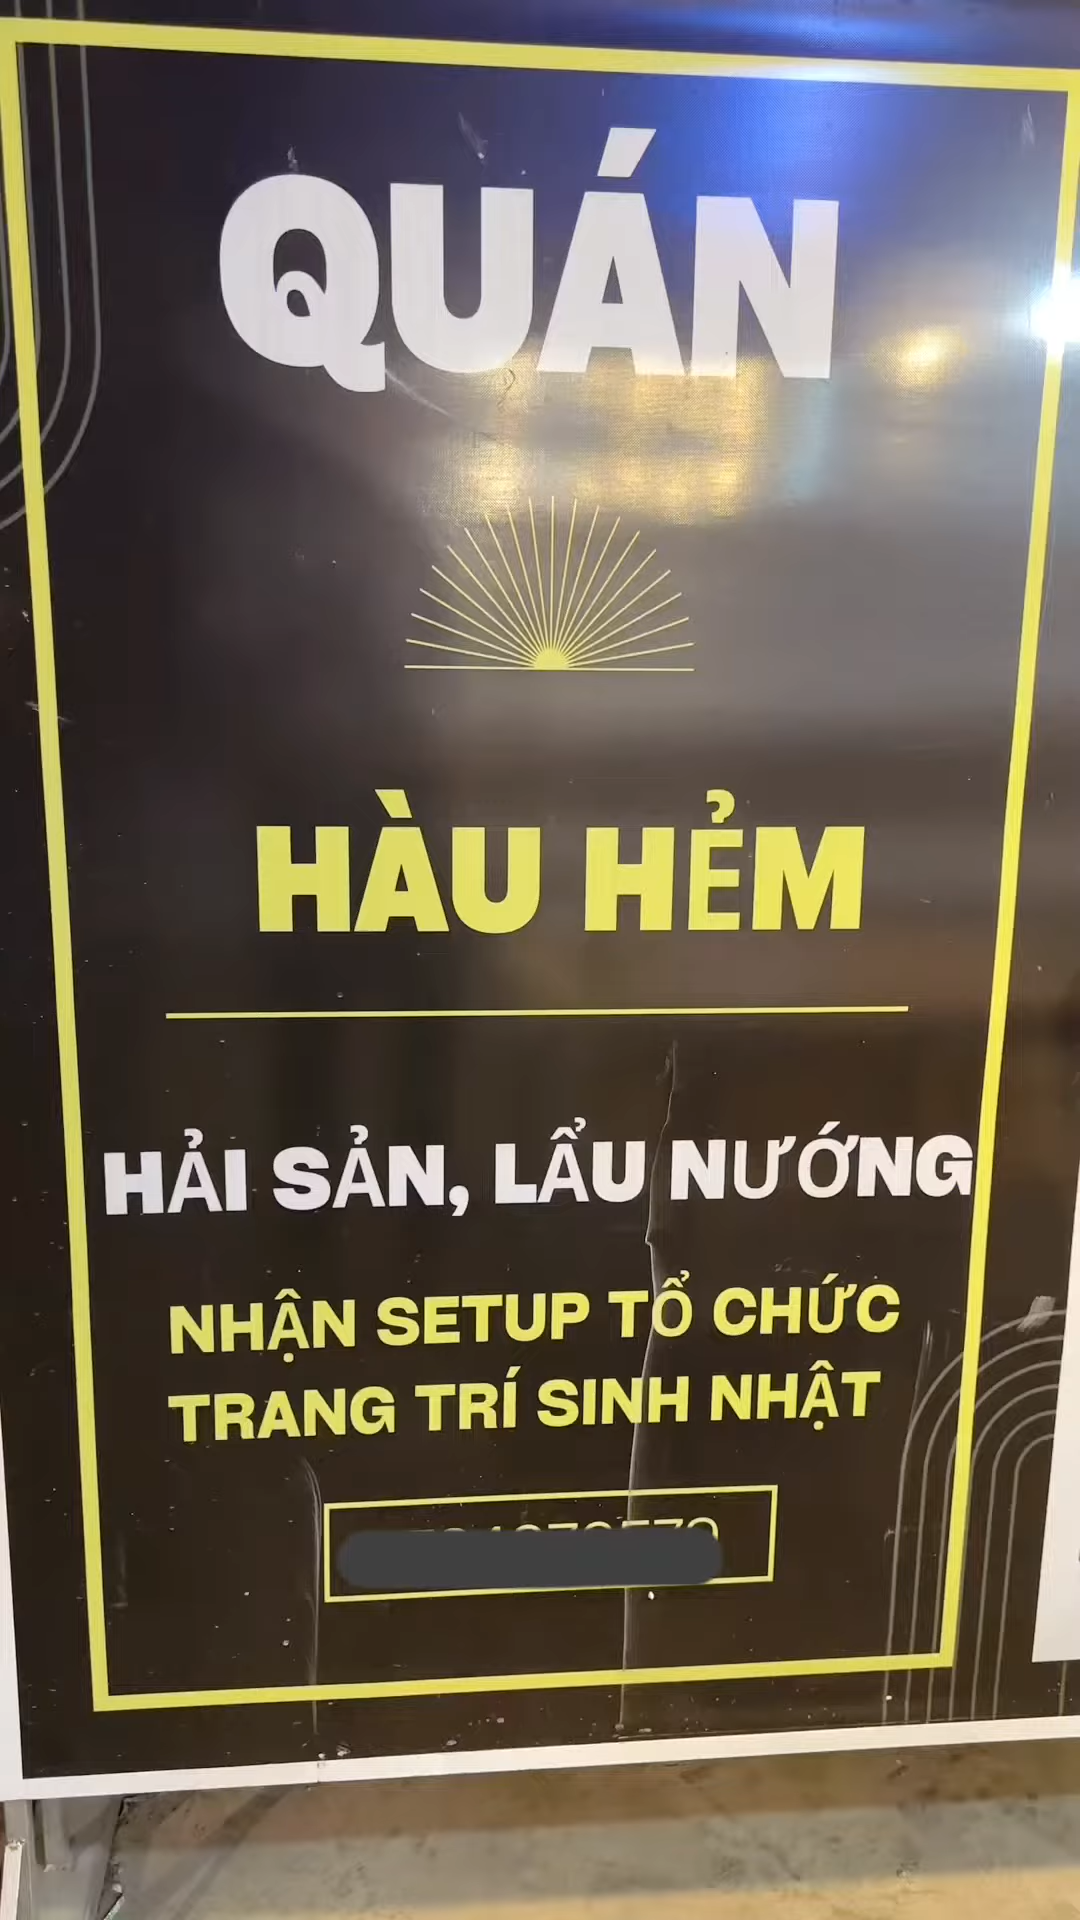 QUÁN
HÀU HẺM
HẢI SẢN, LẨU NƯỚNG
NHẬN SETUP TỔ CHỨC
TRANG TRÍ SINH NHẬT